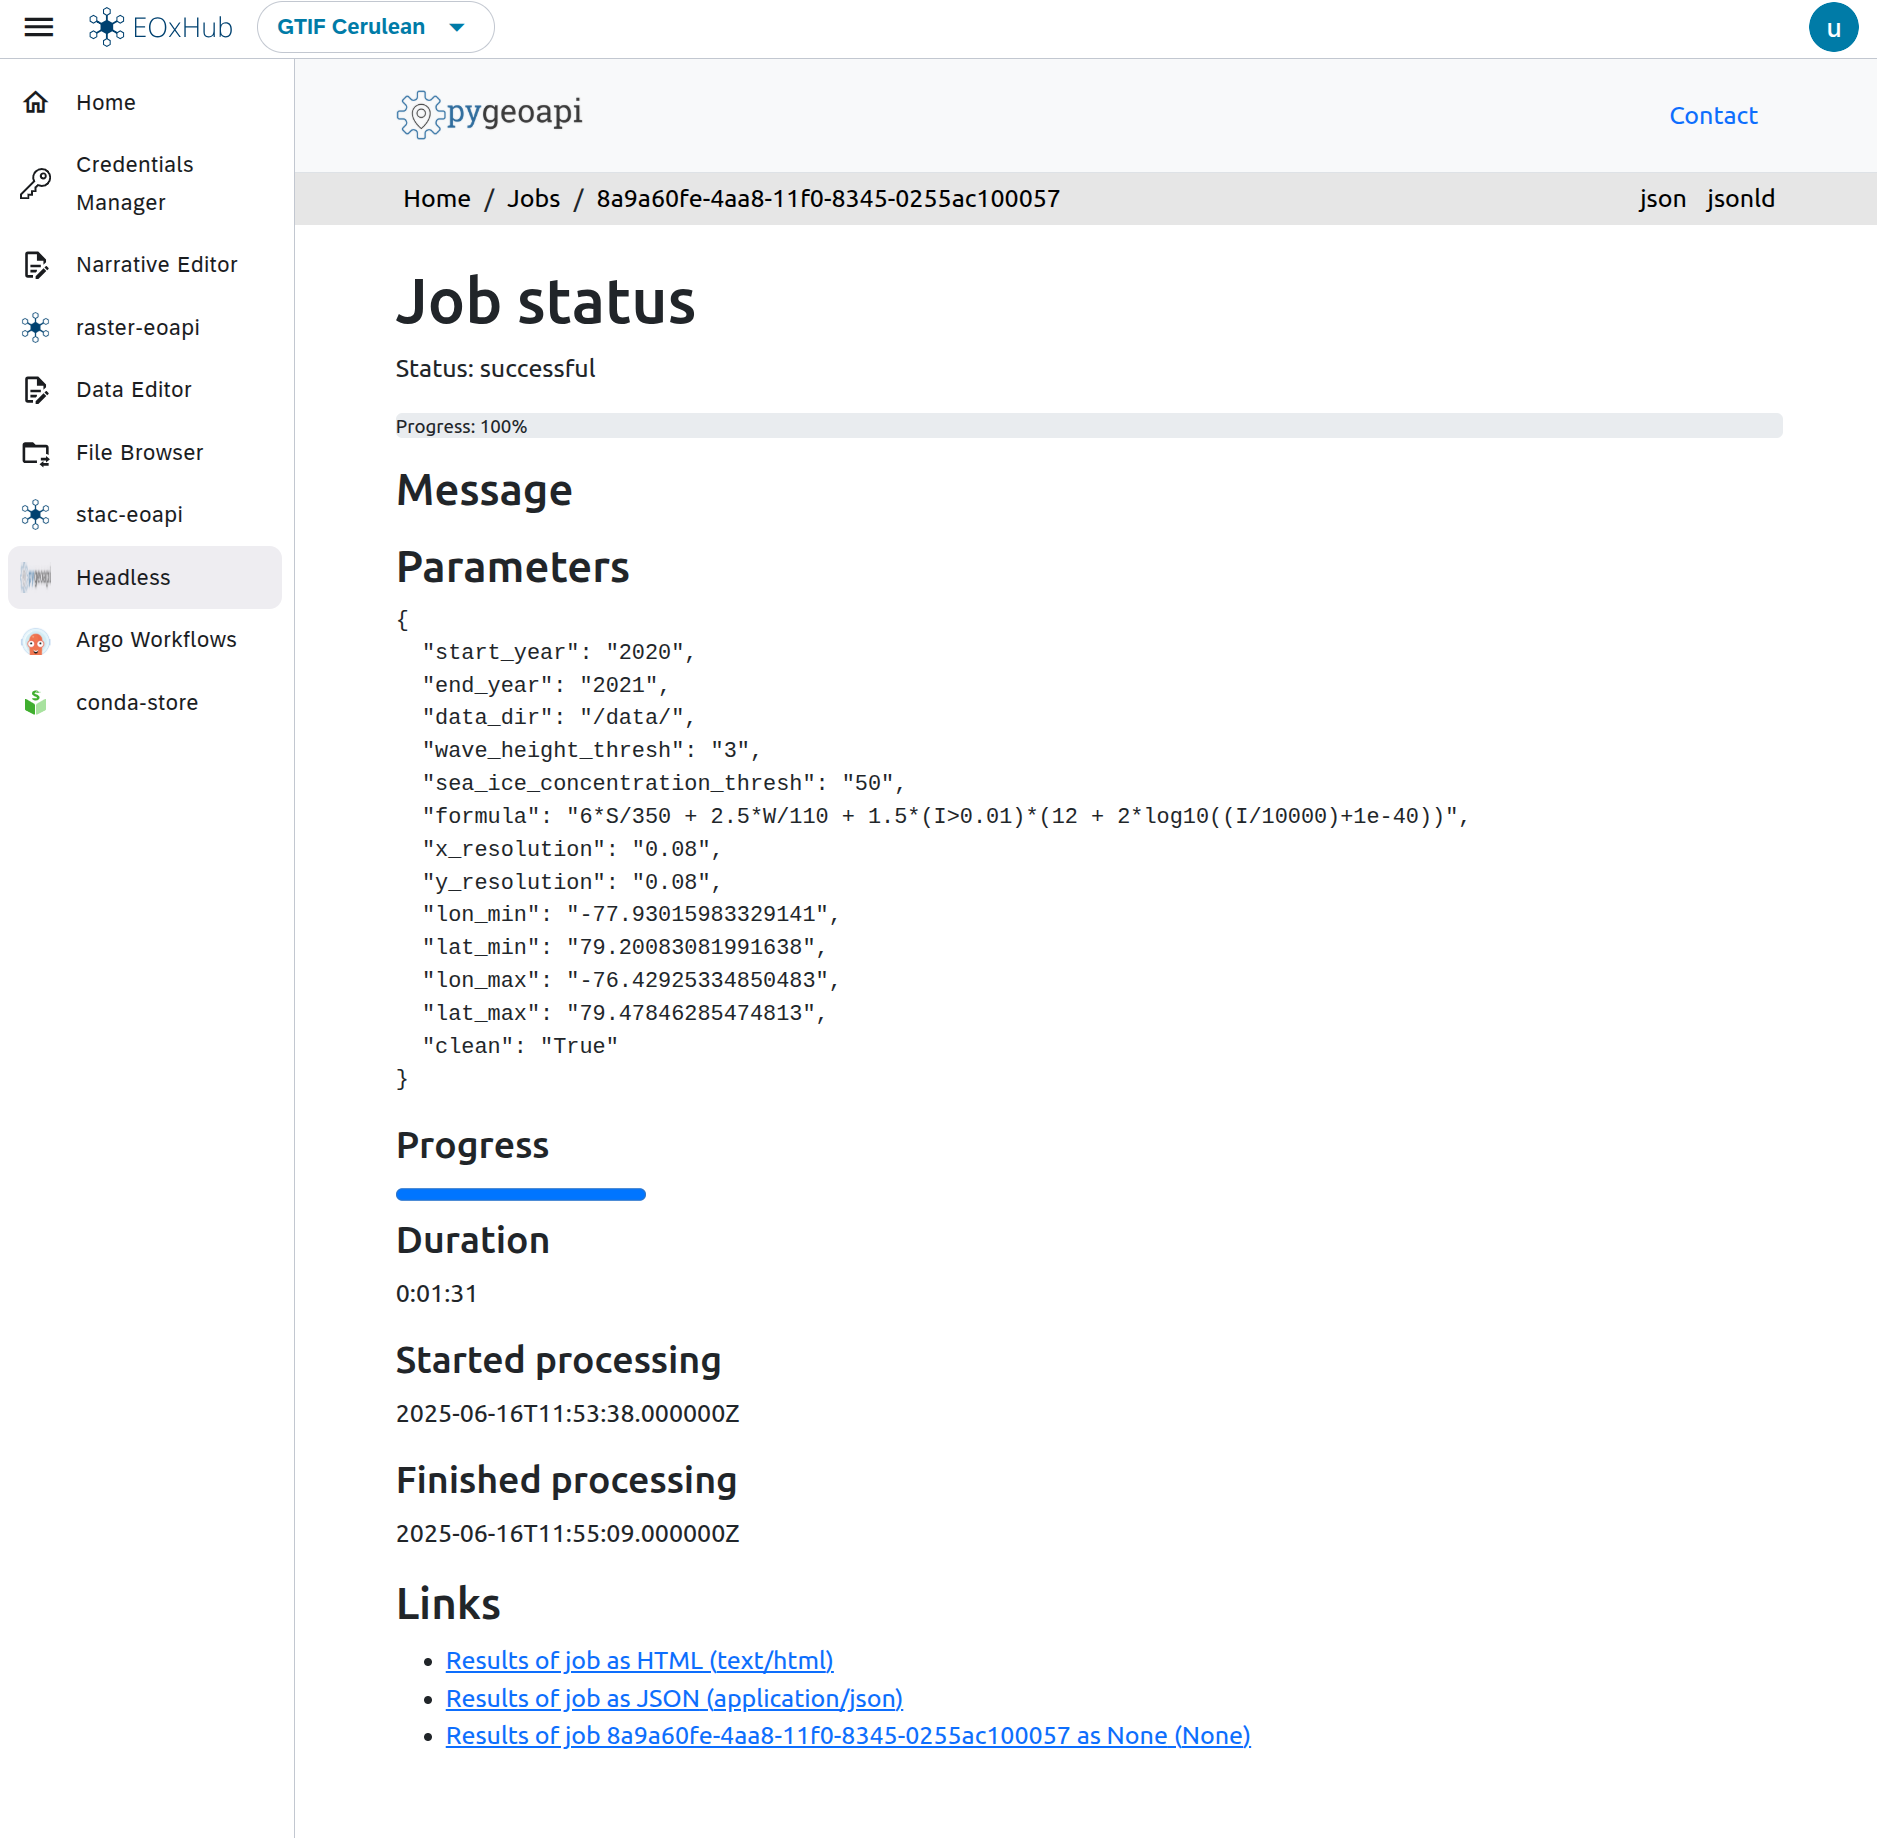 EOxHub
GTIF Cerulean
u
Home
Credentials
Manager
Narrative Editor
raster-eoapi
Data Editor
File Browser
stac-eoapi
Headless
Argo Workflows
conda-store
pygeoapi
Contact
Home / Jobs / 8a9a60fe-4aa8-11f0-8345-0255ac100057
json jsonld
Job status
Status: successful
Progress: 100%
Message
Parameters
{
  "start_year": "2020",
  "end_year": "2021",
  "data_dir": "/data/",
  "wave_height_thresh": "3",
  "sea_ice_concentration_thresh": "50",
  "formula": "6*S/350 + 2.5*W/110 + 1.5*(I>0.01)*(12 + 2*log10((I/10000)+1e-40))",
  "x_resolution": "0.08",
  "y_resolution": "0.08",
  "lon_min": "-77.93015983329141",
  "lat_min": "79.20083081991638",
  "lon_max": "-76.42925334850483",
  "lat_max": "79.47846285474813",
  "clean": "True"
}
Progress
Duration
0:01:31
Started processing
2025-06-16T11:53:38.000000Z
Finished processing
2025-06-16T11:55:09.000000Z
Links
• Results of job as HTML (text/html)
• Results of job as JSON (application/json)
• Results of job 8a9a60fe-4aa8-11f0-8345-0255ac100057 as None (None)